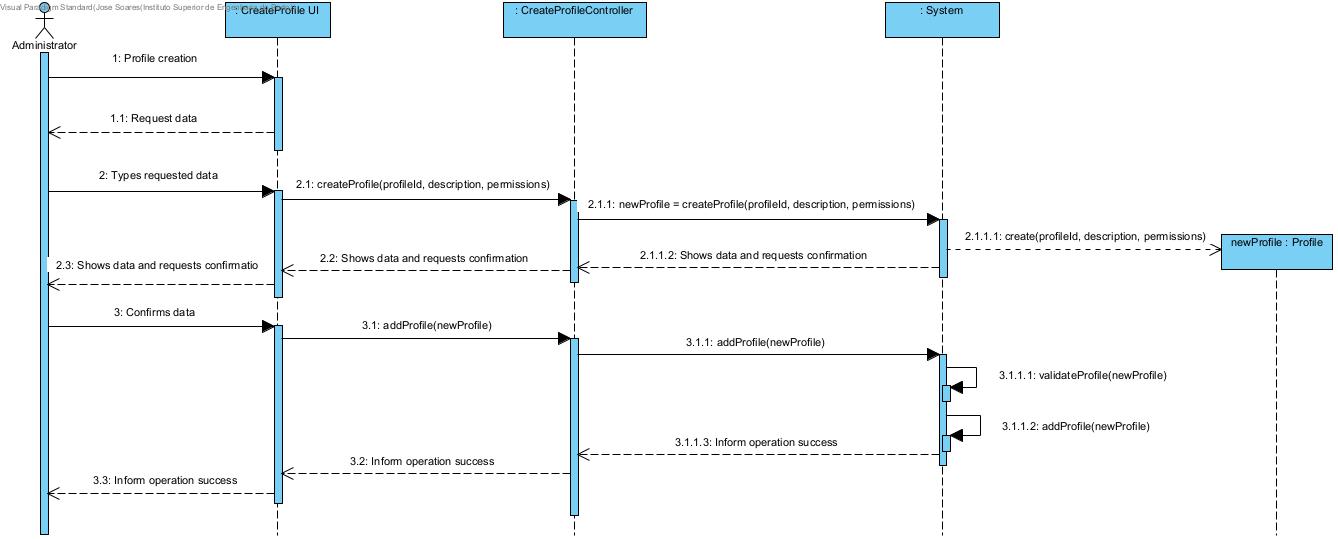 Visual Paradigm Standard(Jose Soares(Instituto Superior de
: CreateProfile UI
: CreateProfileController
: System
Administrator
1: Profile creation
1.1: Request data
2: Types requested data
2.1: createProfile(profileId, description, permissions)
2.1.1: newProfile = createProfile(profileId, description, permissions)
2.1.1.1: create(profileId, description, permissions)
newProfile : Profile
2.1.1.2: Shows data and requests confirmation
2.2: Shows data and requests confirmation
2.3: Shows data and requests confirmatio
3: Confirms data
3.1: addProfile(newProfile)
3.1.1: addProfile(newProfile)
3.1.1.1: validateProfile(newProfile)
3.1.1.2: addProfile(newProfile)
3.1.1.3: Inform operation success
3.2: Inform operation success
3.3: Inform operation success